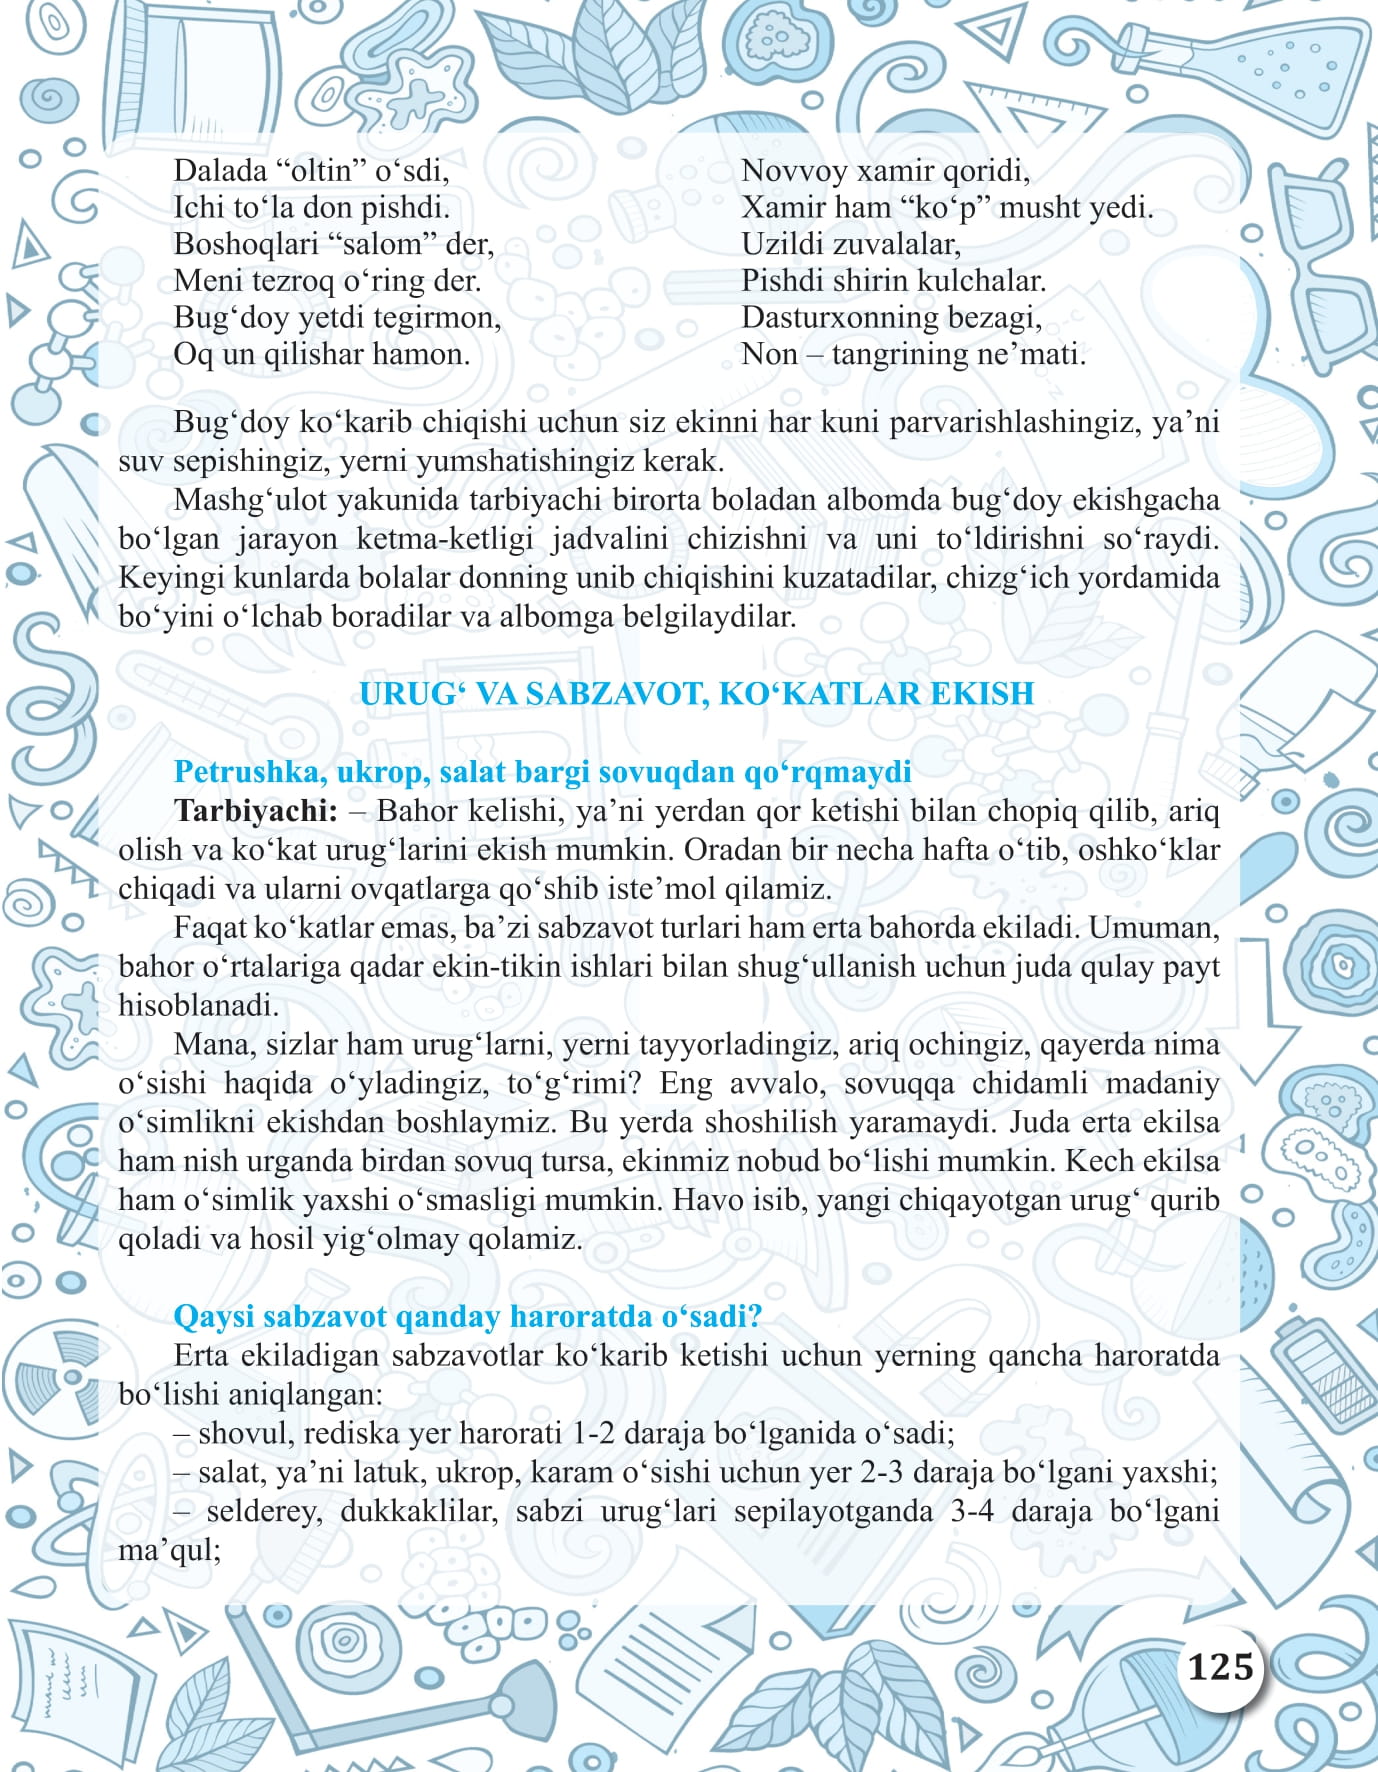 Dalada “oltin” o‘sdi,
Ichi to‘la don pishdi.
Boshoqlari “salom” der,
Meni tezroq o‘ring der.
Bug‘doy yetdi tegirmon,
Oq un qilishar hamon.
Novvoy xamir qoridi,
Xamir ham “ko‘p” musht yedi.
Uzildi zuvalalar,
Pishdi shirin kulchalar.
Dasturxonning bezagi,
Non – tangrining ne’mati.
Bug‘doy ko‘karib chiqishi uchun siz ekinni har kuni parvarishlashingiz, ya’ni
suv sepishingiz, yerni yumshatishingiz kerak.
Mashg‘ulot yakunida tarbiyachi birorta boladan albomda bug‘doy ekishgacha
bo‘lgan jarayon ketma-ketligi jadvalini chizishni va uni to‘ldirishni so‘raydi.
Keyingi kunlarda bolalar donning unib chiqishini kuzatadilar, chizg‘ich yordamida
bo‘yini o‘lchab boradilar va albomga belgilaydilar.
URUG‘ VA SABZAVOT, KO‘KATLAR EKISH
Petrushka, ukrop, salat bargi sovuqdan qo‘rqmaydi
Tarbiyachi: – Bahor kelishi, ya’ni yerdan qor ketishi bilan chopiq qilib, ariq
olish va ko‘kat urug‘larini ekish mumkin. Oradan bir necha hafta o‘tib, oshko‘klar
chiqadi va ularni ovqatlarga qo‘shib iste’mol qilamiz.
Faqat ko‘katlar emas, ba’zi sabzavot turlari ham erta bahorda ekiladi. Umuman,
bahor o‘rtalariga qadar ekin-tikin ishlari bilan shug‘ullanish uchun juda qulay payt
hisoblanadi.
Mana, sizlar ham urug‘larni, yerni tayyorladingiz, ariq ochingiz, qayerda nima
o‘sishi haqida o‘yladingiz, to‘g‘rimi? Eng avvalo, sovuqqa chidamli madaniy
o‘simlikni ekishdan boshlaymiz. Bu yerda shoshilish yaramaydi. Juda erta ekilsa
ham nish urganda birdan sovuq tursa, ekinmiz nobud bo‘lishi mumkin. Kech ekilsa
ham o‘simlik yaxshi o‘smasligi mumkin. Havo isib, yangi chiqayotgan urug‘ qurib
qoladi va hosil yig‘olmay qolamiz.
Qaysi sabzavot qanday haroratda o‘sadi?
Erta ekiladigan sabzavotlar ko‘karib ketishi uchun yerning qancha haroratda
bo‘lishi aniqlangan:
– shovul, rediska yer harorati 1-2 daraja bo‘lganida o‘sadi;
– salat, ya’ni latuk, ukrop, karam o‘sishi uchun yer 2-3 daraja bo‘lgani yaxshi;
– selderey, dukkaklilar, sabzi urug‘lari sepilayotganda 3-4 daraja bo‘lgani
ma’qul;
125